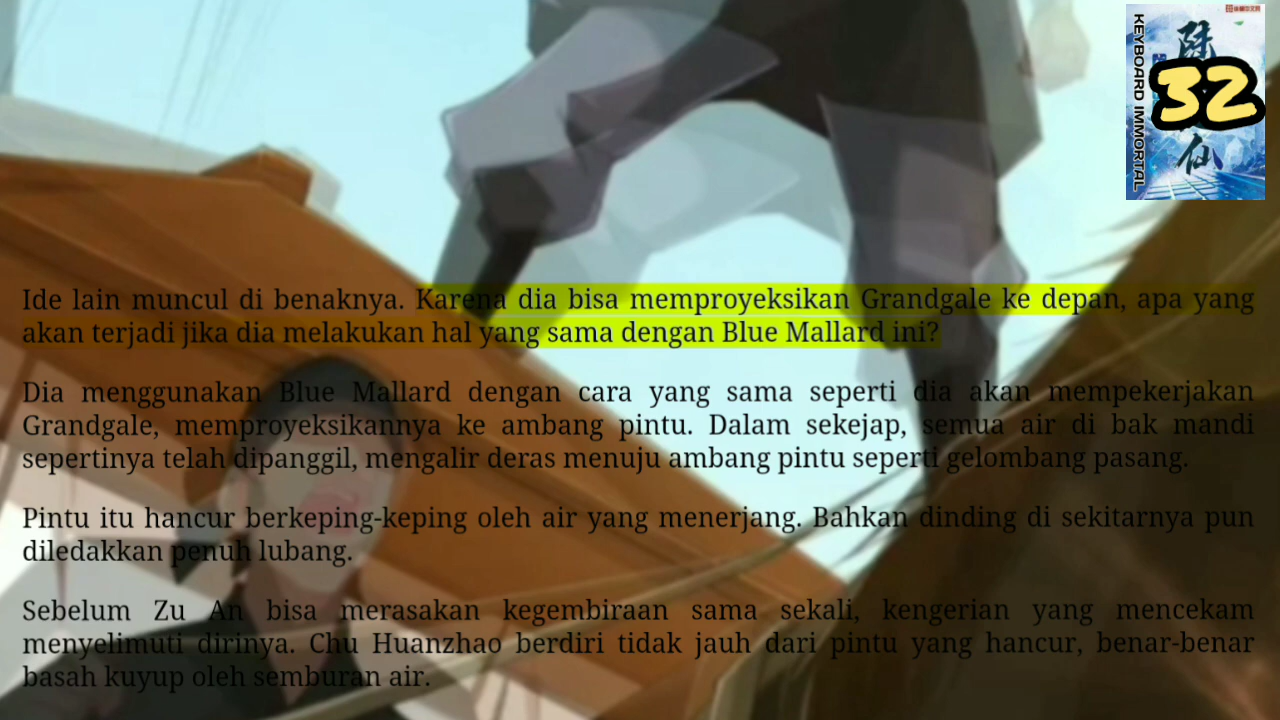 陆
仙
KEYBOARD IMMORTAL
32
Ide lain muncul di benaknya. Karena dia bisa memproyeksikan Grandgale ke depan, apa yang
akan terjadi jika dia melakukan hal yang sama dengan Blue Mallard ini?
Dia menggunakan Blue Mallard dengan cara yang sama seperti dia akan mempekerjakan
Grandgale, memproyeksikannya ke ambang pintu. Dalam sekejap, semua air di bak mandi
sepertinya telah dipanggil, mengalir deras menuju ambang pintu seperti gelombang pasang.
Pintu itu hancur berkeping-keping oleh air yang menerjang. Bahkan dinding di sekitarnya pun
diledakkan penuh lubang.
Sebelum Zu An bisa merasakan kegembiraan sama sekali, kengerian yang mencekam
menyelimuti dirinya. Chu Huanzhao berdiri tidak jauh dari pintu yang hancur, benar-benar
basah kuyup oleh semburan air.